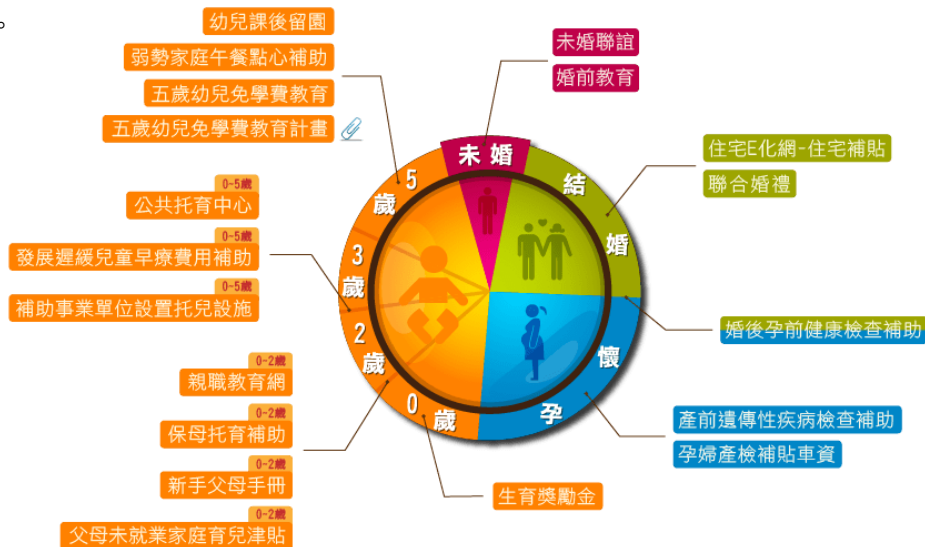 。
幼兒課後留園
弱勢家庭午餐點心補助
五歲幼兒免學費教育
五歲幼兒免學費教育計畫
0-5歲
公共托育中心
0-5歲
發展遲緩兒童早療費用補助
0-5歲
補助事業單位設置托兒設施
0-2歲
親職教育網
0-2歲
保母托育補助
0-2歲
新手父母手冊
0-2歲
父母未就業家庭育兒津貼
未婚
結婚
懷孕
0歲
2歲
3歲
5歲
未婚聯誼
婚前教育
住宅E化網-住宅補貼
聯合婚禮
婚後孕前健康檢查補助
產前遺傳性疾病檢查補助
孕婦產檢補貼車資
生育獎勵金